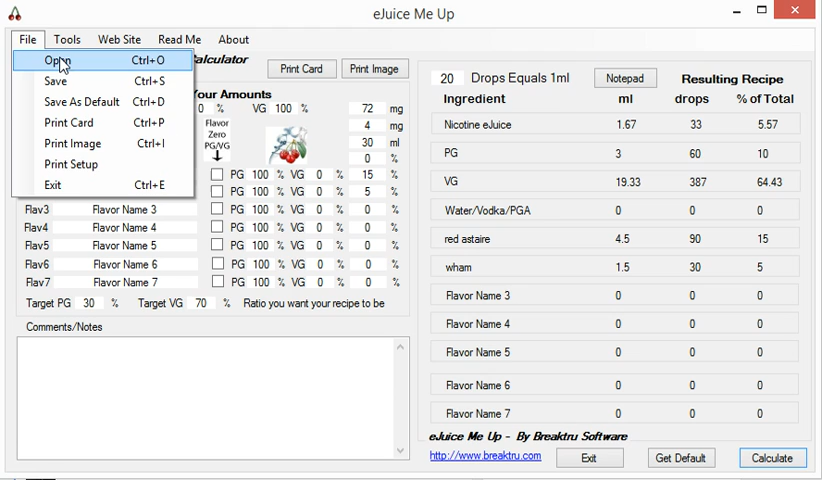 eJuice Me Up
File Tools Web Site Read Me About
Open Ctrl+O
Save Ctrl+S
Save As Default Ctrl+D
Print Card Ctrl+P
Print Image Ctrl+I
Print Setup
Exit Ctrl+E
Calculator Print Card Print Image
Your Amounts
0 % VG 100 % 72 mg
4 mg
30 ml
0 %
Flavor Zero PG/VG
PG 100 % VG 0 % 15 %
PG 100 % VG 0 % 5 %
Flav3 Flavor Name 3 PG 100 % VG 0 % 0 %
Flav4 Flavor Name 4 PG 100 % VG 0 % 0 %
Flav5 Flavor Name 5 PG 100 % VG 0 % 0 %
Flav6 Flavor Name 6 PG 100 % VG 0 % 0 %
Flav7 Flavor Name 7 PG 100 % VG 0 % 0 %
Target PG 30 % Target VG 70 % Ratio you want your recipe to be
Comments/Notes
20 Drops Equals 1ml Notepad Resulting Recipe
Ingredient ml drops % of Total
Nicotine eJuice 1.67 33 5.57
PG 3 60 10
VG 19.33 387 64.43
Water/Vodka/PGA 0 0 0
red astaire 4.5 90 15
wham 1.5 30 5
Flavor Name 3 0 0 0
Flavor Name 4 0 0 0
Flavor Name 5 0 0 0
Flavor Name 6 0 0 0
Flavor Name 7 0 0 0
eJuice Me Up - By Breaktru Software
http://www.breaktru.com Exit Get Default Calculate